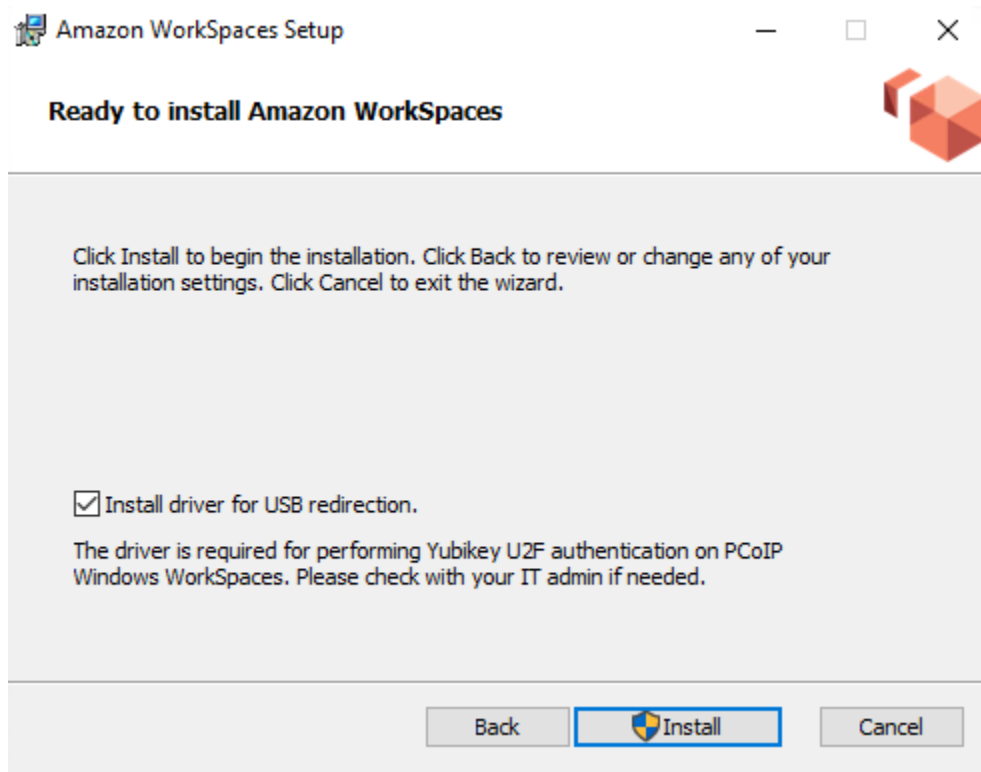 Amazon WorkSpaces Setup
Ready to install Amazon WorkSpaces
Click Install to begin the installation. Click Back to review or change any of your
installation settings. Click Cancel to exit the wizard.
Install driver for USB redirection.
The driver is required for performing Yubikey U2F authentication on PCoIP
Windows WorkSpaces. Please check with your IT admin if needed.
Back Install Cancel